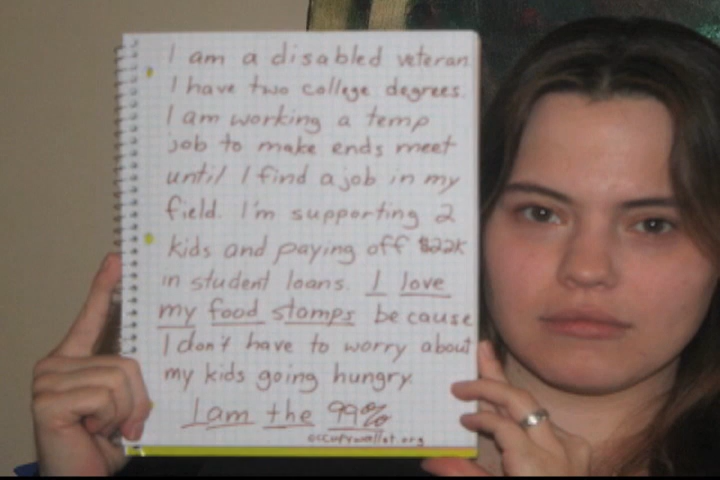 I am a disabled veteran.
I have two college degrees.
I am working a temp
job to make ends meet
until I find a job in my
field. I'm supporting 2
kids and paying off $22K
in student loans. I love
my food stamps because
I don't have to worry about
my kids going hungry.
I am the 99%
occupywallst.org